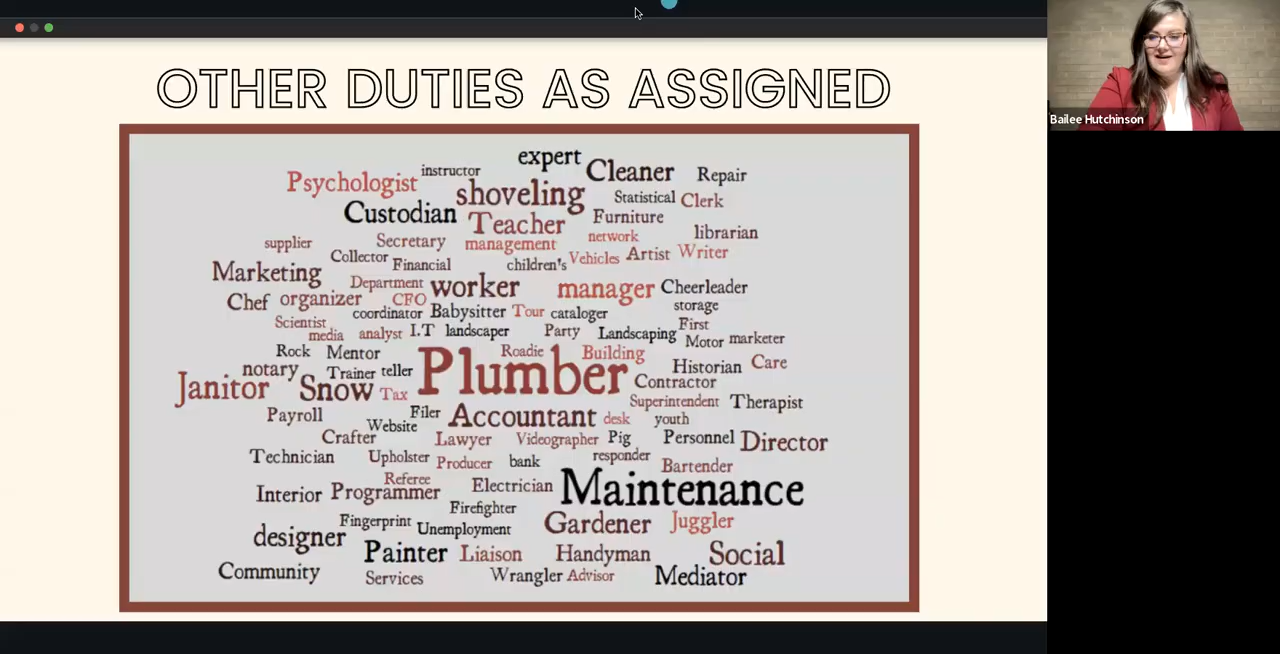 OTHER DUTIES AS ASSIGNED
Bailee Hutchinson
expert
Psychologist instructor Cleaner Repair
shoveling Statistical Clerk
Custodian Teacher Furniture
supplier Secretary management network librarian
Collector Financial children's Vehicles Artist Writer
Marketing Department worker manager Cheerleader
Chef organizer CFO storage
coordinator Babysitter Tour cataloger
Scientist First
media analyst I.T landscaper Party Landscaping Motor marketer
Rock Mentor Roadie Building Historian Care
notary Trainer teller Plumber Contractor
Janitor Snow Tax Superintendent Therapist
Payroll Filer Accountant desk youth
Website
Crafter Lawyer Videographer Pig Personnel Director
Technician Upholster Producer bank responder Bartender
Referee
Interior Programmer Electrician Maintenance
Firefighter
Fingerprint Unemployment Gardener Juggler
designer Painter Liaison Handyman Social
Community Services Wrangler Advisor Mediator